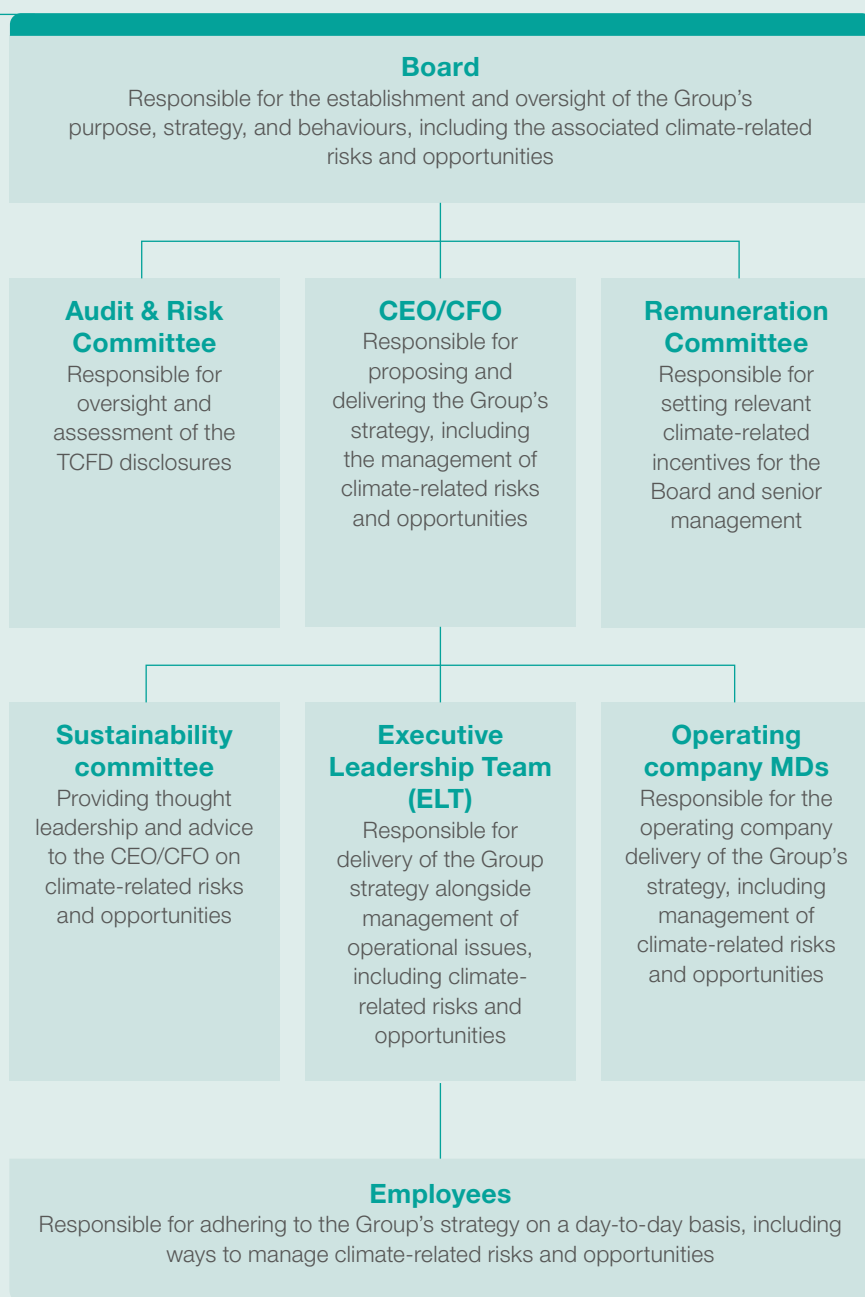 Board
Responsible for the establishment and oversight of the Group’s
purpose, strategy, and behaviours, including the associated climate-related
risks and opportunities
Audit & Risk
Committee
Responsible for
oversight and
assessment of the
TCFD disclosures
CEO/CFO
Responsible for
proposing and
delivering the Group’s
strategy, including
the management of
climate-related risks
and opportunities
Remuneration
Committee
Responsible for
setting relevant
climate-related
incentives for the
Board and senior
management
Sustainability
committee
Providing thought
leadership and advice
to the CEO/CFO on
climate-related risks
and opportunities
Executive
Leadership Team
(ELT)
Responsible for
delivery of the Group
strategy alongside
management of
operational issues,
including climate-
related risks and
opportunities
Operating
company MDs
Responsible for the
operating company
delivery of the Group’s
strategy, including
management of
climate-related risks
and opportunities
Employees
Responsible for adhering to the Group’s strategy on a day-to-day basis, including
ways to manage climate-related risks and opportunities